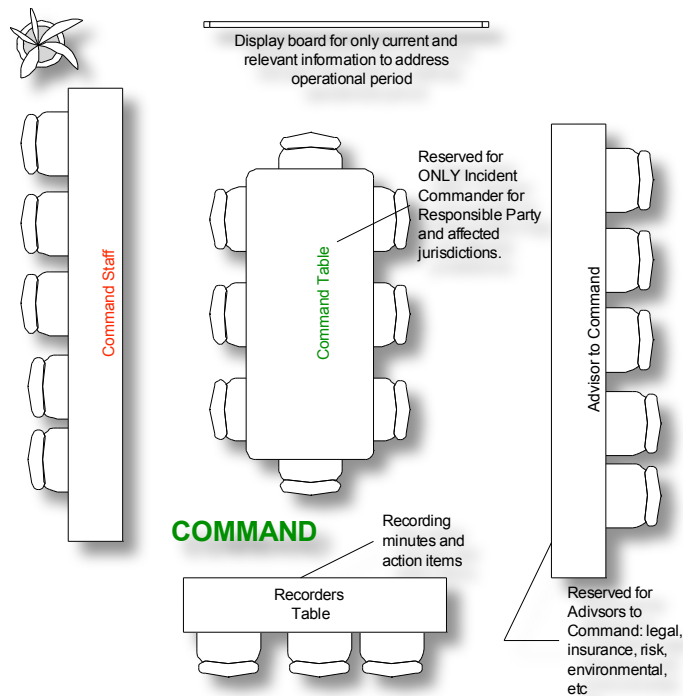 Display board for only current and
relevant information to address
operational period
Reserved for
ONLY Incident
Commander for
Responsible Party
and affected
jurisdictions.
Command Staff
Command Table
Advisor to Command
COMMAND
Recording
minutes and
action items
Recorders
Table
Reserved for
Adivsors to
Command: legal,
insurance, risk,
environmental,
etc